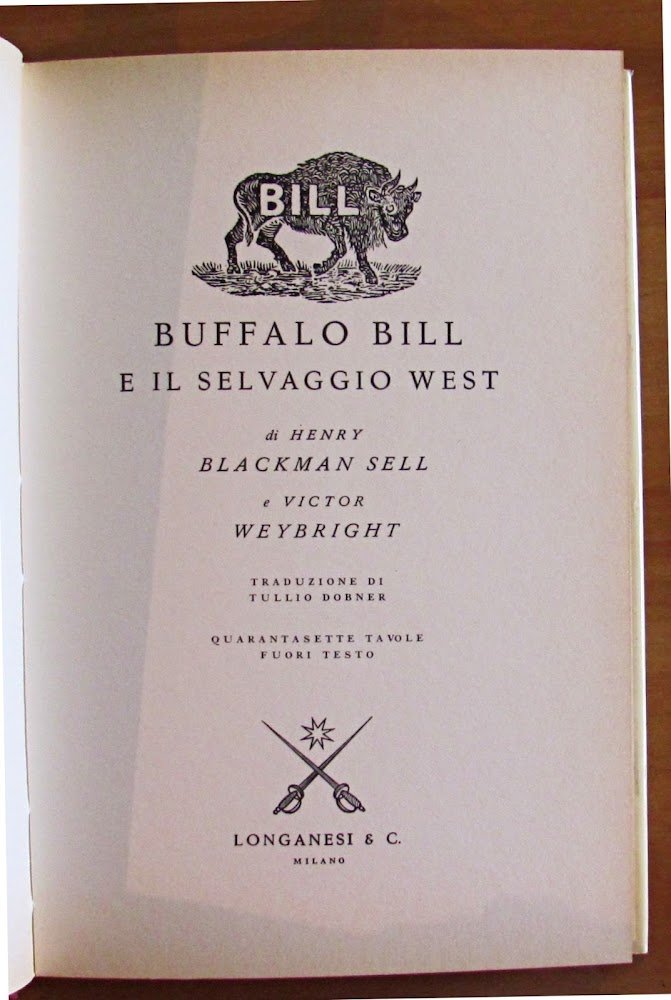 BILL
BUFFALO BILL
E IL SELVAGGIO WEST
di HENRY
BLACKMAN SELL
e VICTOR
WEYBRIGHT
TRADUZIONE DI
TULLIO DOBNER
QUARANTASETTE TAVOLE
FUORI TESTO
LONGANESI & C.
MILANO